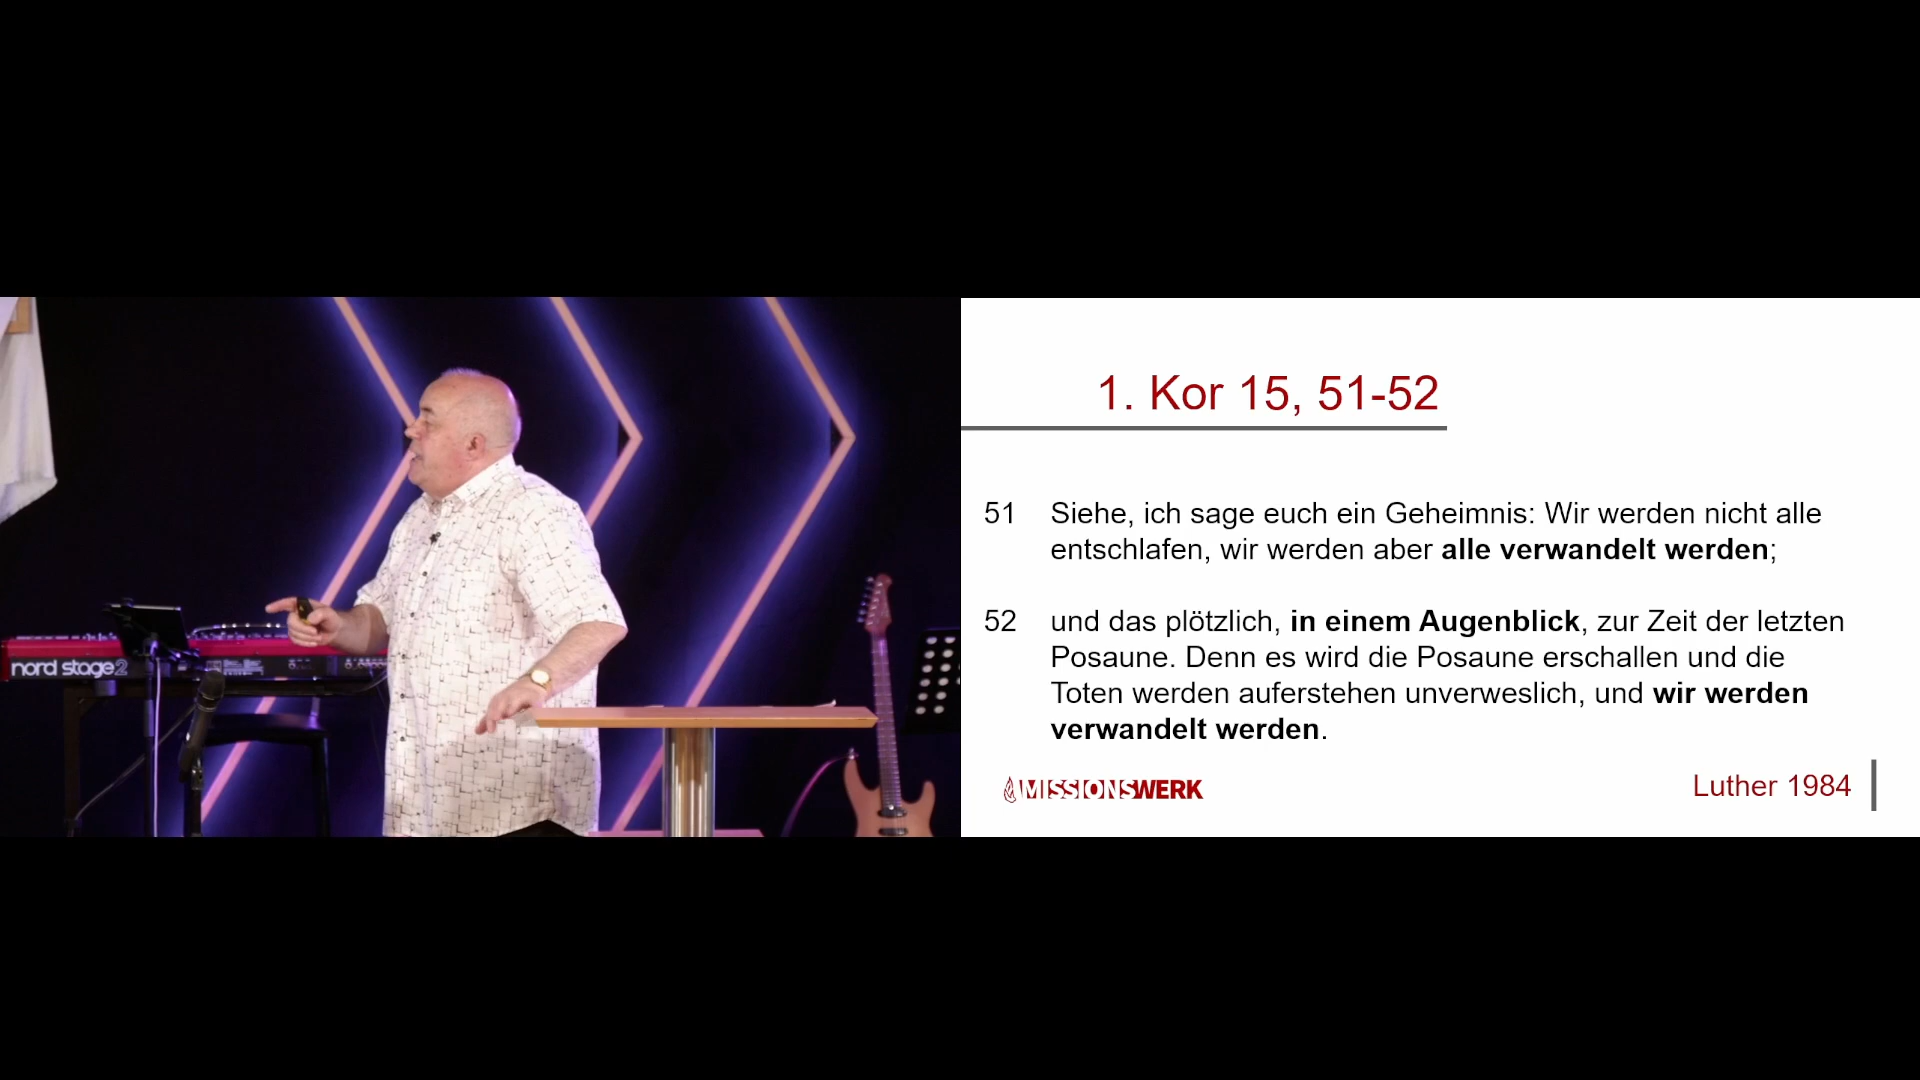 nord stage 2
1. Kor 15, 51-52
51 Siehe, ich sage euch ein Geheimnis: Wir werden nicht alle
entschlafen, wir werden aber alle verwandelt werden;
52 und das plötzlich, in einem Augenblick, zur Zeit der letzten
Posaune. Denn es wird die Posaune erschallen und die
Toten werden auferstehen unverweslich, und wir werden
verwandelt werden.
MISSIONSWERK
Luther 1984